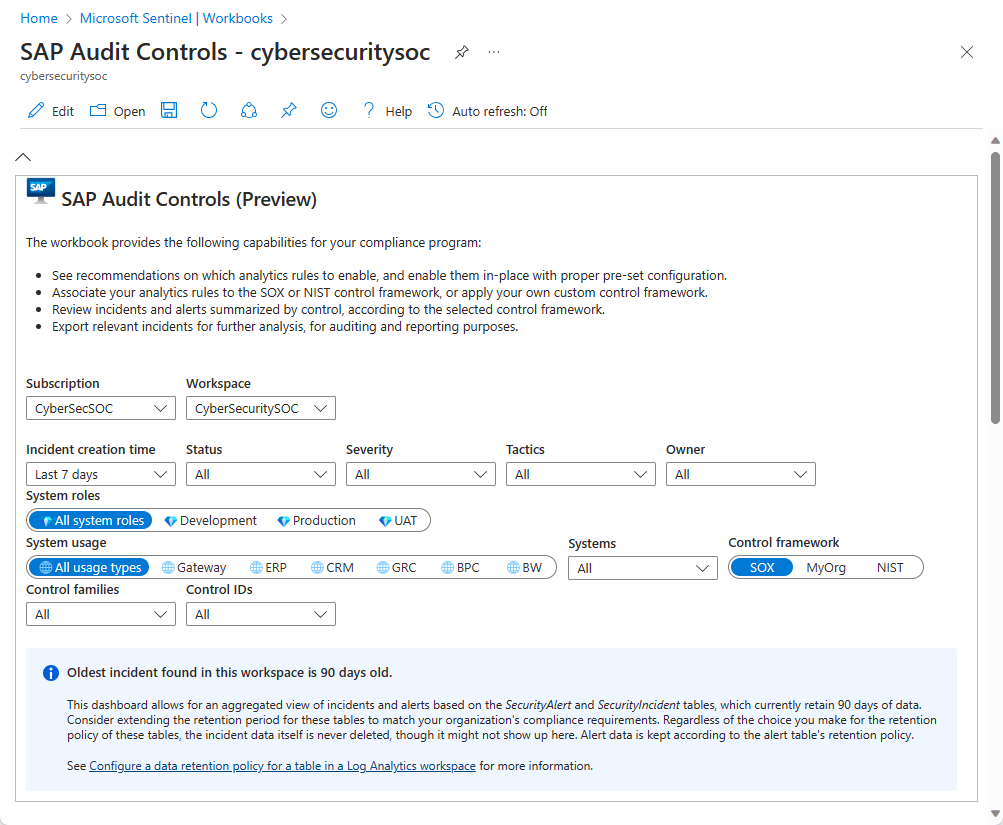 Home > Microsoft Sentinel | Workbooks >
SAP Audit Controls - cybersecuritysoc ...
cybersecuritysoc
Edit Open ? Help Auto refresh: Off
SAP
SAP Audit Controls (Preview)
The workbook provides the following capabilities for your compliance program:
• See recommendations on which analytics rules to enable, and enable them in-place with proper pre-set configuration.
• Associate your analytics rules to the SOX or NIST control framework, or apply your own custom control framework.
• Review incidents and alerts summarized by control, according to the selected control framework.
• Export relevant incidents for further analysis, for auditing and reporting purposes.
Subscription Workspace
CyberSecSOC CyberSecuritySOC
Incident creation time Status Severity Tactics Owner
Last 7 days All All All All
System roles
All system roles Development Production UAT
System usage Systems Control framework
All usage types Gateway ERP CRM GRC BPC BW All SOX MyOrg NIST
Control families Control IDs
All All
Oldest incident found in this workspace is 90 days old.
This dashboard allows for an aggregated view of incidents and alerts based on the SecurityAlert and SecurityIncident tables, which currently retain 90 days of data.
Consider extending the retention period for these tables to match your organization's compliance requirements. Regardless of the choice you make for the retention
policy of these tables, the incident data itself is never deleted, though it might not show up here. Alert data is kept according to the alert table's retention policy.
See Configure a data retention policy for a table in a Log Analytics workspace for more information.